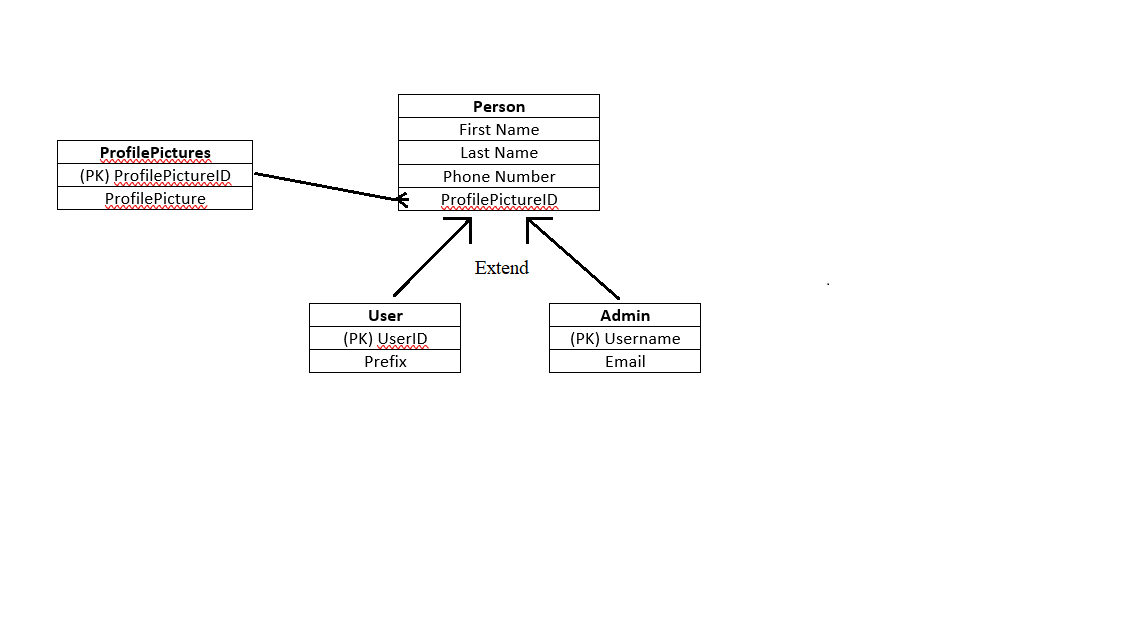 Person
First Name
Last Name
Phone Number
ProfilePictureID
ProfilePictures
(PK) ProfilePictureID
ProfilePicture
Extend
User
(PK) UserID
Prefix
Admin
(PK) Username
Email